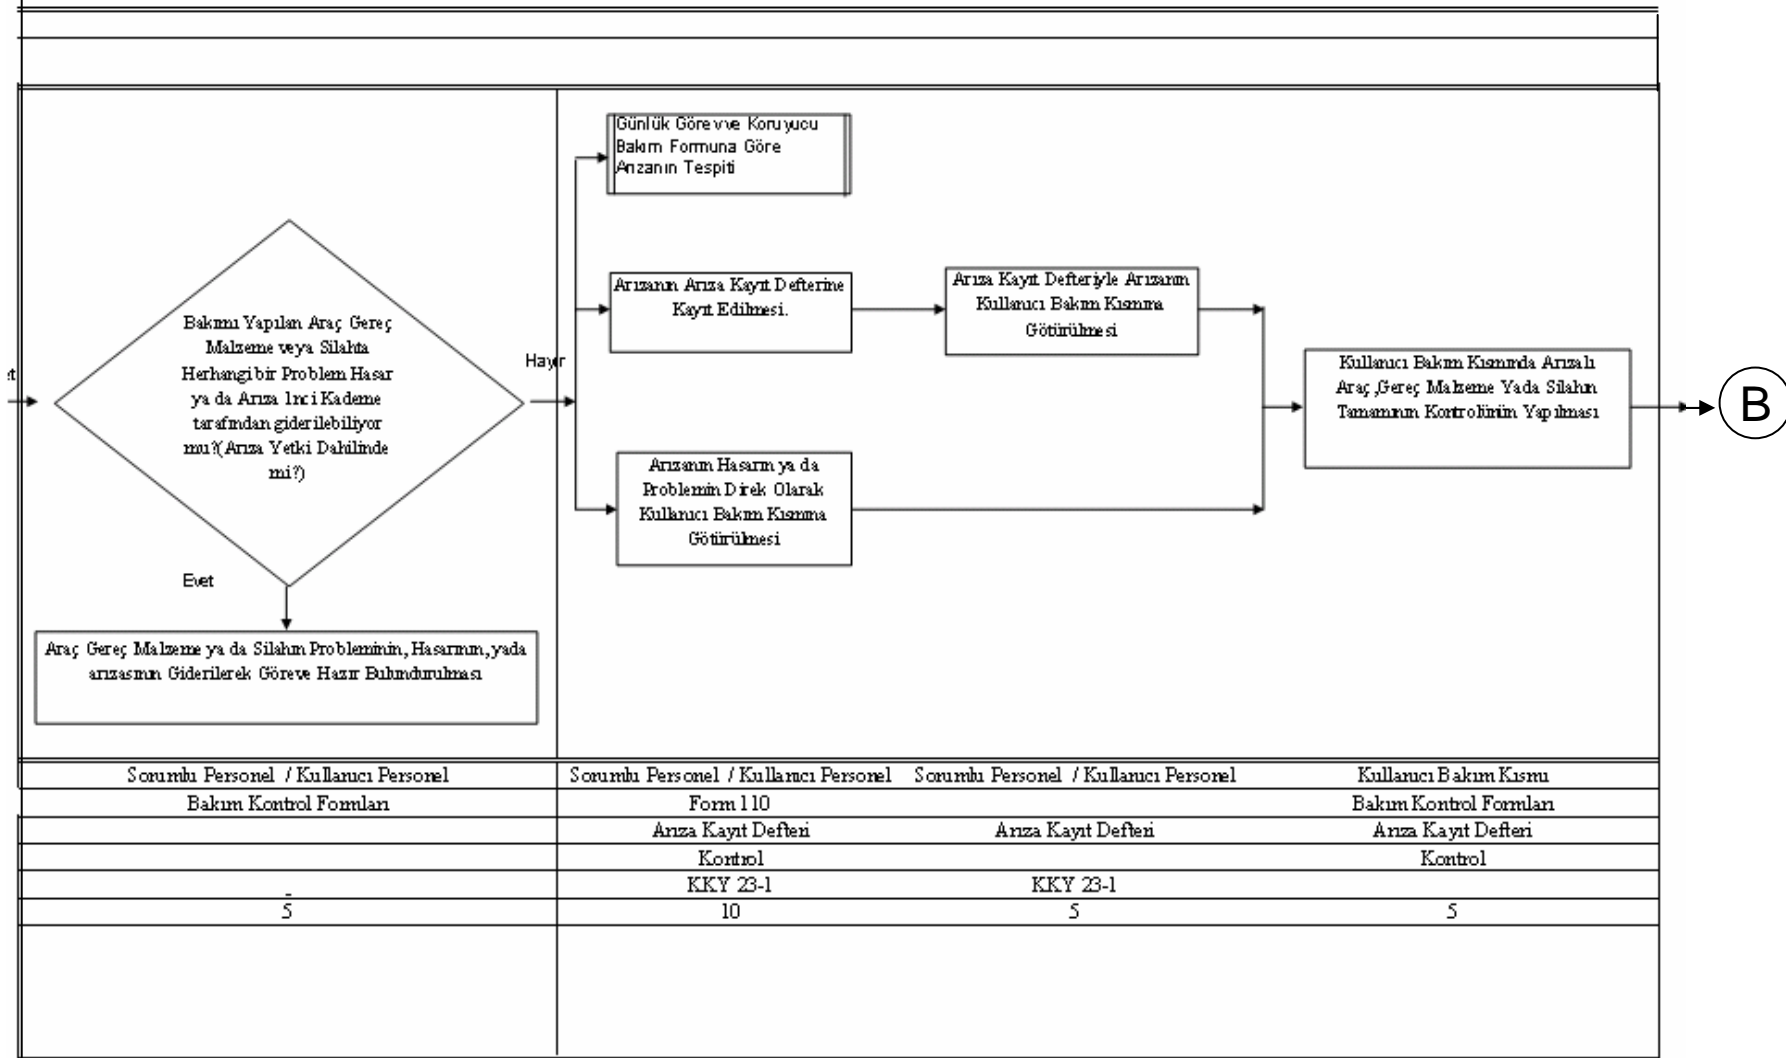 Günlük Görev ve Koruyucu
Bakım Formuna Göre
Arızanın Tespiti
Bakımı Yapılan Araç Gereç
Malzeme veya Silahta
Herhangi bir Problem Hasar
ya da Arıza 1nci Kademe
tarafından giderilebiliyor
mu?(Arıza Yetki Dahilinde
mi?)
Hayır
Evet
Araç Gereç Malzeme ya da Silahın Probleminin, Hasarının, yada
arızasının Giderilerek Göreve Hazır Bulundurulması
Arızanın Arıza Kayıt Defterine
Kayıt Edilmesi.
Arıza Kayıt Defteriyle Arızanın
Kullanıcı Bakım Kısmına
Götürülmesi
Arızanın Hasarın ya da
Problemin Direk Olarak
Kullanıcı Bakım Kısmına
Götürülmesi
Kullanıcı Bakım Kısmında Arızalı
Araç,Gereç Malzeme Yada Silahın
Tamamının Kontrolünün Yapılması
B
Sorumlu Personel / Kullanıcı Personel Sorumlu Personel / Kullanıcı Personel Sorumlu Personel / Kullanıcı Personel Kullanıcı Bakım Kısmı
Bakım Kontrol Formları Form 110 Bakım Kontrol Formları
Arıza Kayıt Defteri Arıza Kayıt Defteri Arıza Kayıt Defteri
Kontrol Kontrol
- KKY 23-1 KKY 23-1
5 10 5 5